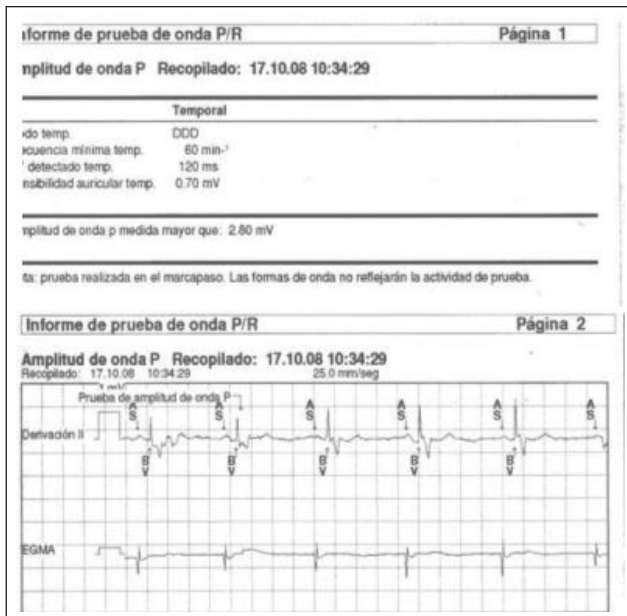 nforme de prueba de onda P/R Página 1
mplitud de onda P Recopilado: 17.10.08 10:34:29
Temporal
odo temp. DDD
ecuencia mínima temp. 60 min-¹
detectado temp. 120 ms
nsibilidad auricular temp. 0.70 mV
mplitud de onda p medida mayor que: 2.80 mV
ta: prueba realizada en el marcapaso. Las formas de onda no reflejarán la actividad de prueba.
Informe de prueba de onda P/R Página 2
Amplitud de onda P Recopilado: 17.10.08 10:34:29
Recopilado: 17.10.08 10:34:29 25.0 mm/seg
1 mV
Prueba de amplitud de onda P
A S A S A S A S A S A S
Derivación II
B V B V B V B V B V
EGMA